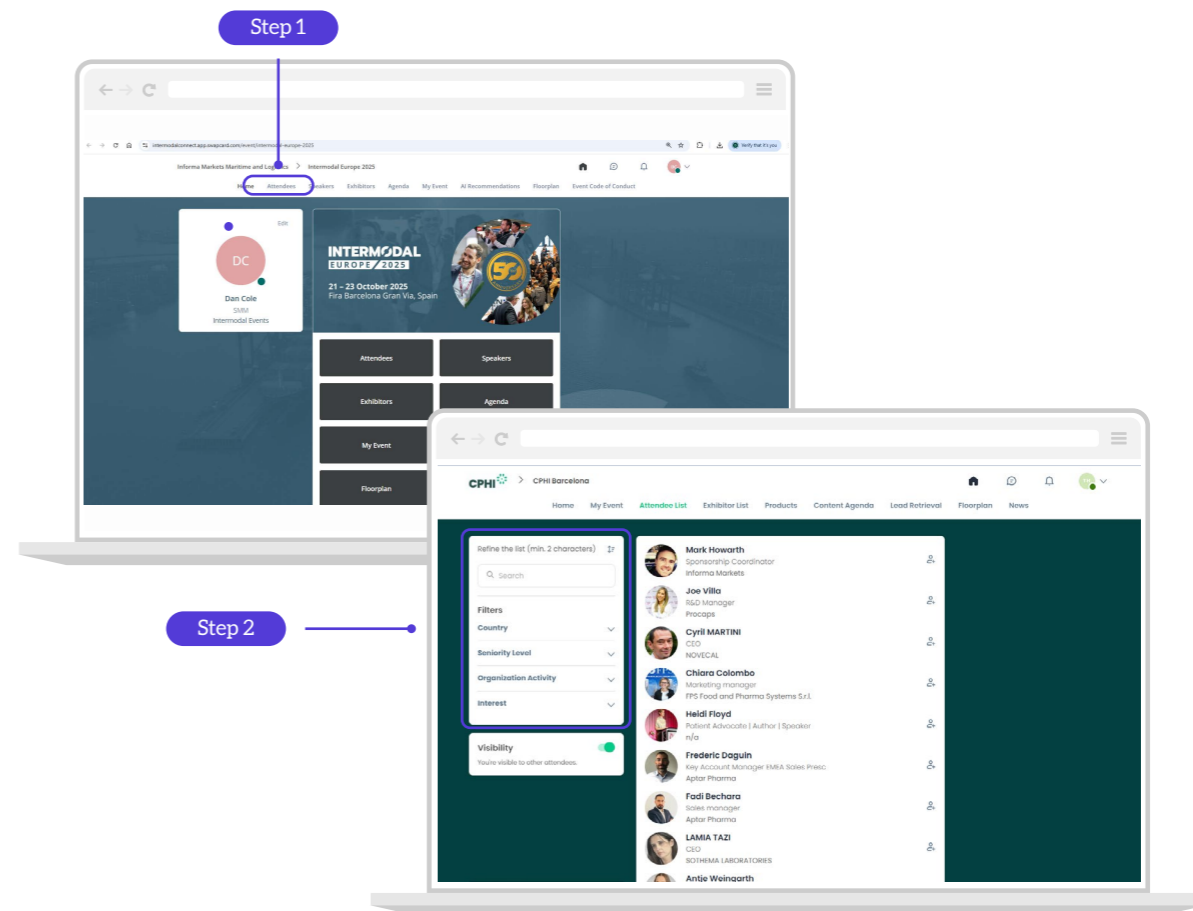 Step 1
intermodalconnect.app.swapcard.com/event/intermodal-europe-2025
Verify that it's you
Informa Markets Maritime and Logistics > Intermodal Europe 2025
Home Attendees Speakers Exhibitors Agenda My Event AI Recommendations Floorplan Event Code of Conduct
Edit
DC
Dan Cole
SMM
Intermodal Events
INTERMODAL
EUROPE 2025
21 – 23 October 2025
Fira Barcelona Gran Via, Spain
50
Attendees
Speakers
Exhibitors
Agenda
My Event
Floorplan
Step 2
CPHI > CPHI Barcelona
Home My Event Attendee List Exhibitor List Products Content Agenda Lead Retrieval Floorplan News
Refine the list (min. 2 characters)
Search
Filters
Country
Seniority Level
Organization Activity
Interest
Visibility
You're visible to other attendees.
Mark Howarth
Sponsorship Coordinator
Informa Markets
Joe Villa
R&D Manager
Procaps
Cyril MARTINI
CEO
NOVECAL
Chiara Colombo
Marketing manager
FPS Food and Pharma Systems S.r.l.
Heidi Floyd
Patient Advocate | Author | Speaker
n/a
Frederic Daguin
Key Account Manager EMEA Sales Presc
Aptar Pharma
Fadi Bechara
Sales manager
Aptar Pharma
LAMIA TAZI
CEO
SOTHEMA LABORATORIES
Antje Weingarth